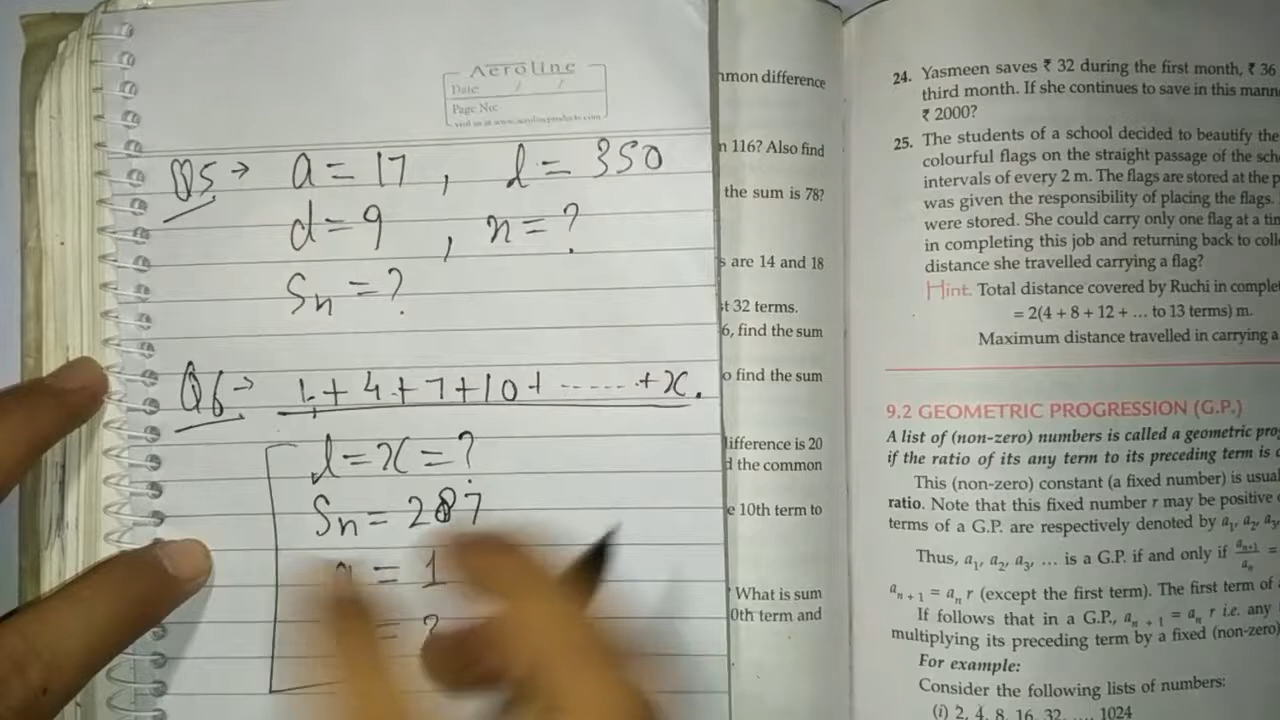 Aeroline
Date: / /
Page No:
visit us at www.aerolineproducts.com
Q5 → a = 17 , l = 350
d = 9 , n = ?
Sn = ?
Q6 → 1 + 4 + 7 + 10 + ...... + x.
l = x = ?
Sn = 287
= 1
= ?
difference
n 116? Also find
the sum is 78?
s are 14 and 18
t 32 terms.
6, find the sum
o find the sum
difference is 20
the common
e 10th term to
What is sum
0th term and
24. Yasmeen saves ₹ 32 during the first month, ₹ 36
third month. If she continues to save in this
₹ 2000?
25. The students of a school decided to beautify the
colourful flags on the straight passage of the
intervals of every 2 m. The flags are stored at the
was given the responsibility of placing the flags.
were stored. She could carry only one flag at a
in completing this job and returning back to
distance she travelled carrying a flag?
Hint. Total distance covered by Ruchi in
= 2(4 + 8 + 12 + ... to 13 terms) m.
Maximum distance travelled in carrying a
9.2 GEOMETRIC PROGRESSION (G.P.)
A list of (non-zero) numbers is called a geometric
if the ratio of its any term to its preceding term is
This (non-zero) constant (a fixed number) is
ratio. Note that this fixed number r may be positive
terms of a G.P. are respectively denoted by a₁, a₂, a₃
Thus, a₁, a₂, a₃, ... is a G.P. if and only if aₙ₊₁/aₙ =
aₙ₊₁ = aₙ r (except the first term). The first term of
If follows that in a G.P., aₙ₊₁ = aₙ r i.e. any
multiplying its preceding term by a fixed (non-zero)
For example:
Consider the following lists of numbers:
(i) 2, 4, 8, 16, 32, ..., 1024